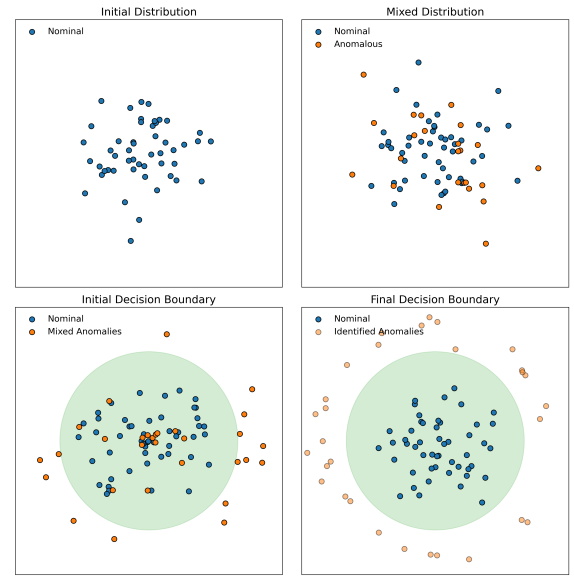 Initial Distribution
Nominal
Mixed Distribution
Nominal
Anomalous
Initial Decision Boundary
Nominal
Mixed Anomalies
Final Decision Boundary
Nominal
Identified Anomalies